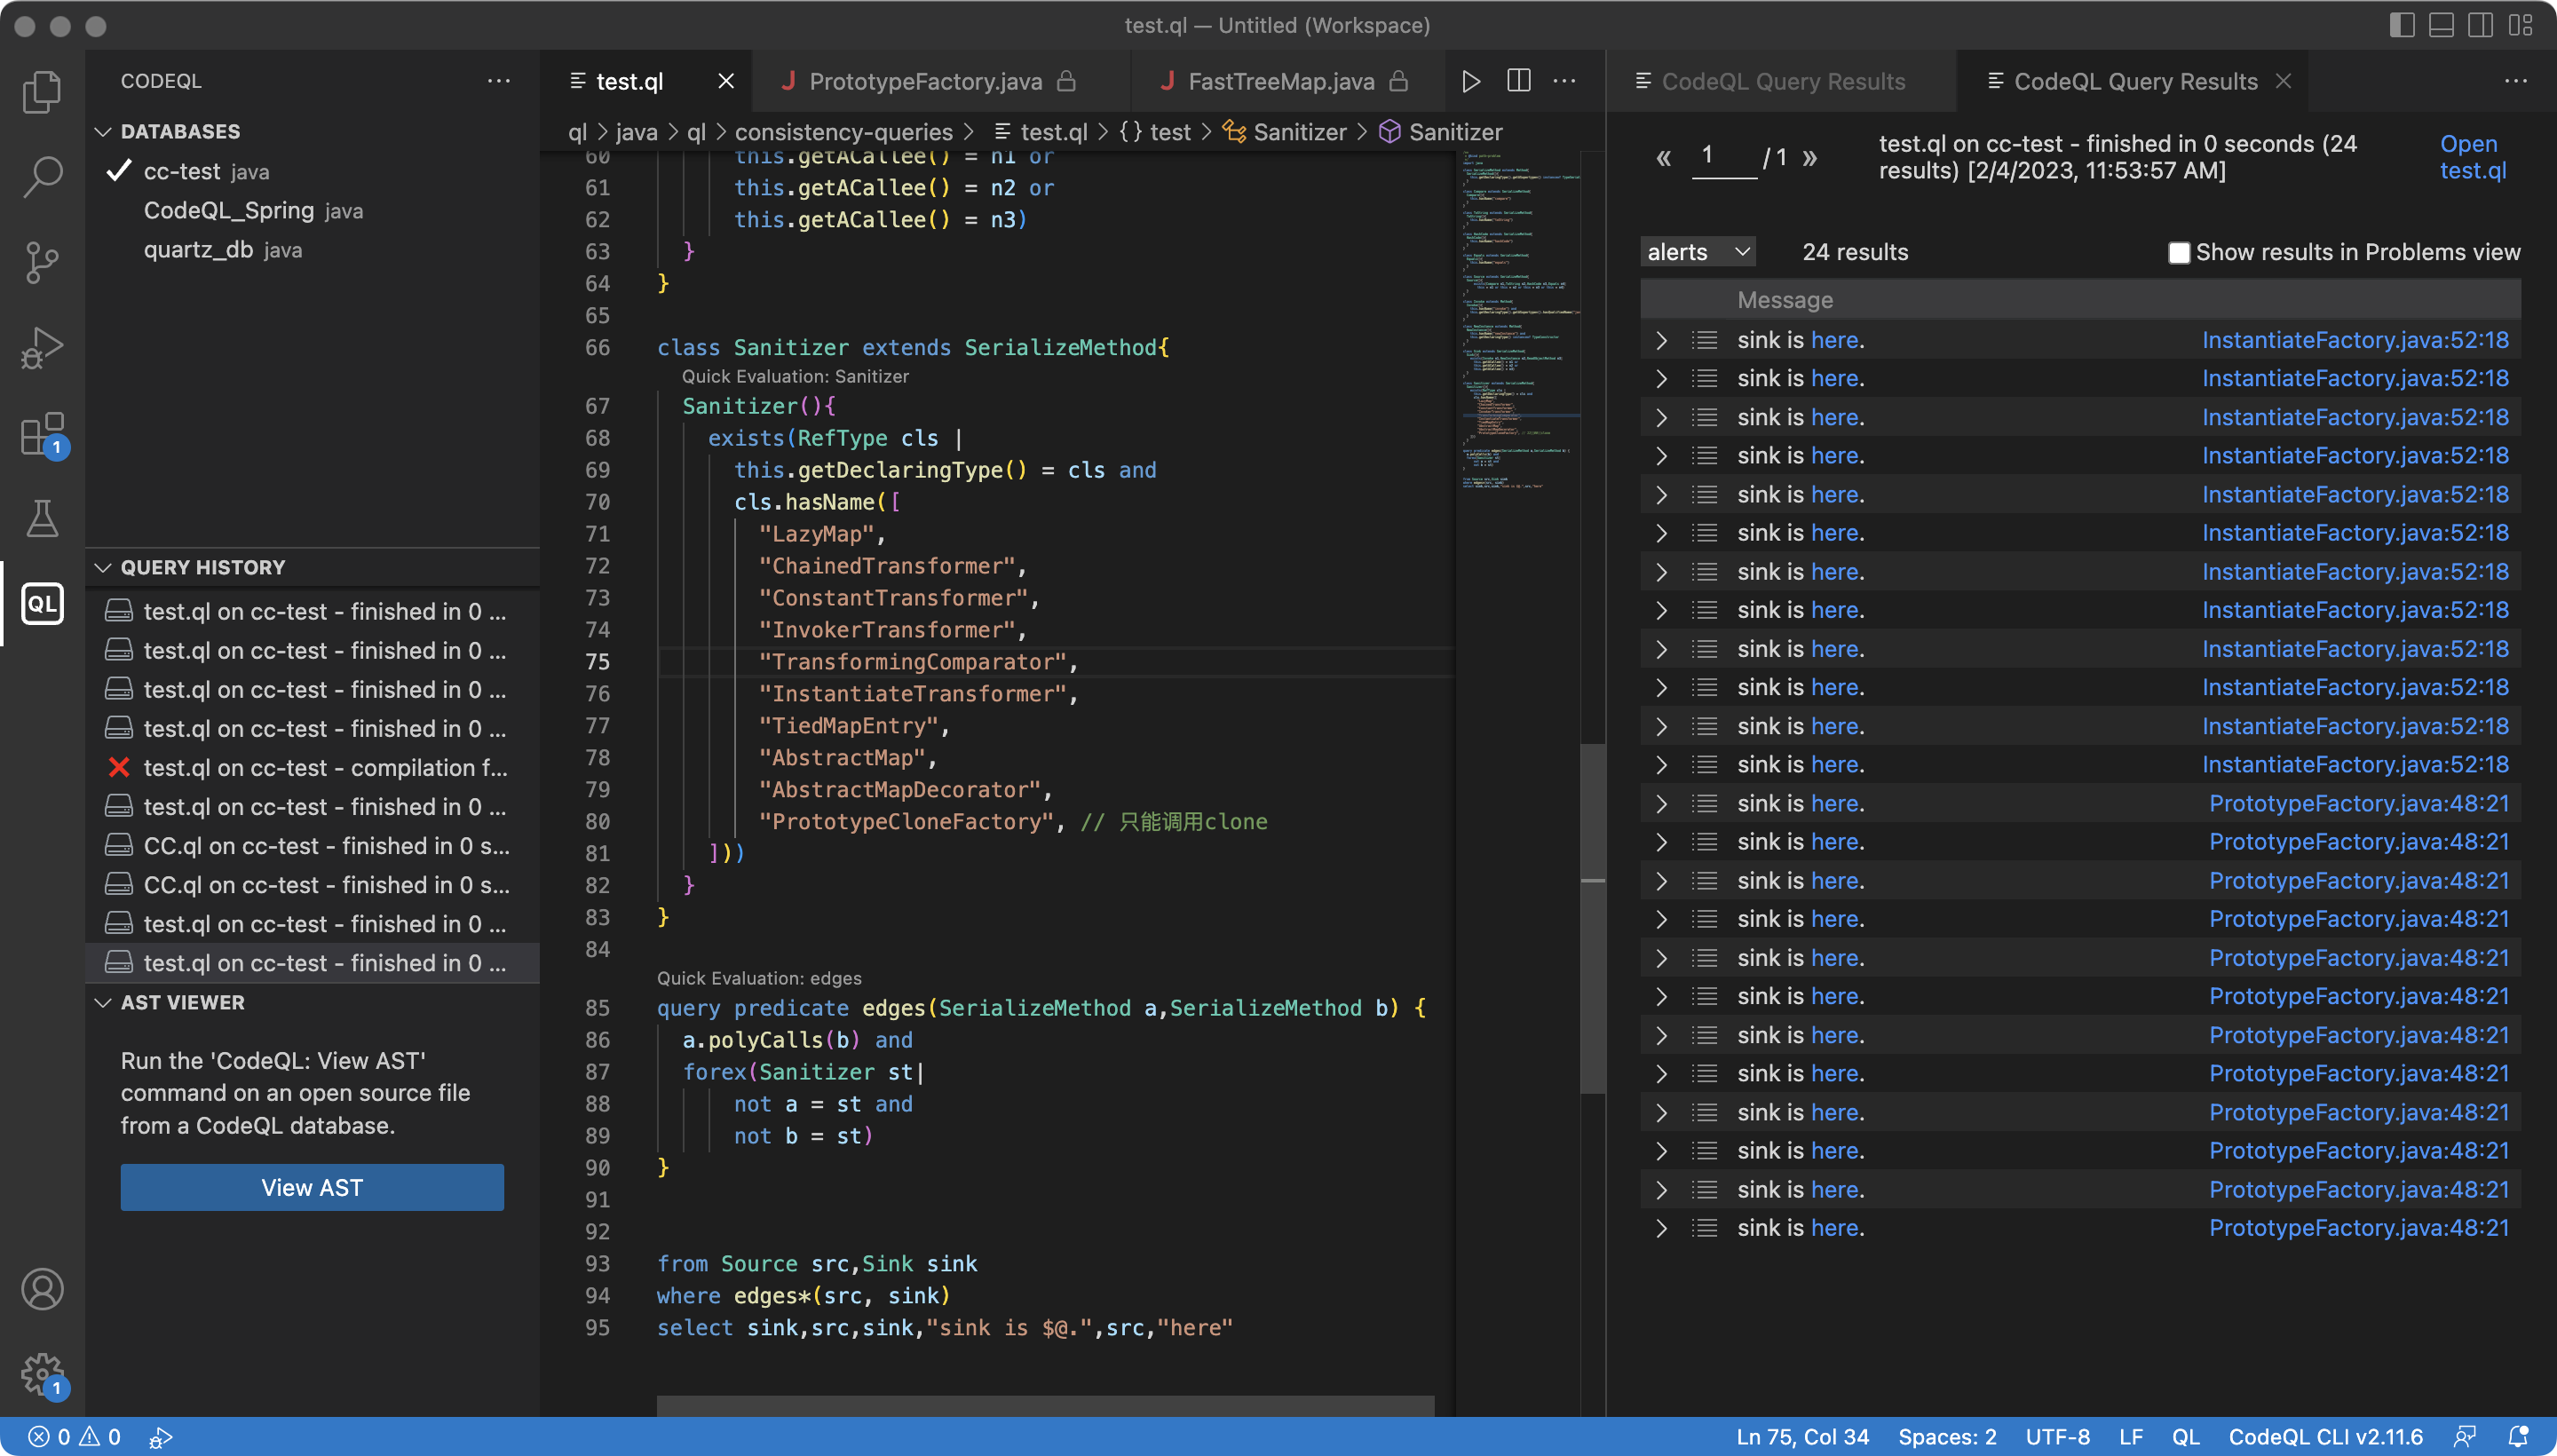 test.ql — Untitled (Workspace)
CODEQL
DATABASES
cc-test java
CodeQL_Spring java
quartz_db java
QUERY HISTORY
test.ql on cc-test - finished in 0 ...
test.ql on cc-test - finished in 0 ...
test.ql on cc-test - finished in 0 ...
test.ql on cc-test - finished in 0 ...
test.ql on cc-test - compilation f...
test.ql on cc-test - finished in 0 ...
CC.ql on cc-test - finished in 0 s...
CC.ql on cc-test - finished in 0 s...
test.ql on cc-test - finished in 0 ...
test.ql on cc-test - finished in 0 ...
AST VIEWER
Run the 'CodeQL: View AST'
command on an open source file
from a CodeQL database.
View AST
1
QL
1
test.ql PrototypeFactory.java FastTreeMap.java
ql > java > ql > consistency-queries > test.ql > {} test > Sanitizer > Sanitizer
60 this.getACallee() = n1 or
61 this.getACallee() = n2 or
62 this.getACallee() = n3)
63 }
64 }
65
66 class Sanitizer extends SerializeMethod{
Quick Evaluation: Sanitizer
67 Sanitizer(){
68 exists(RefType cls |
69 this.getDeclaringType() = cls and
70 cls.hasName([
71 "LazyMap",
72 "ChainedTransformer",
73 "ConstantTransformer",
74 "InvokerTransformer",
75 "TransformingComparator",
76 "InstantiateTransformer",
77 "TiedMapEntry",
78 "AbstractMap",
79 "AbstractMapDecorator",
80 "PrototypeCloneFactory", // 只能调用clone
81 ]))
82 }
83 }
84
Quick Evaluation: edges
85 query predicate edges(SerializeMethod a,SerializeMethod b) {
86 a.polyCalls(b) and
87 forex(Sanitizer st|
88 not a = st and
89 not b = st)
90 }
91
92
93 from Source src,Sink sink
94 where edges*(src, sink)
95 select sink,src,sink,"sink is $@.",src,"here"
CodeQL Query Results CodeQL Query Results
« 1 / 1 »
test.ql on cc-test - finished in 0 seconds (24
results) [2/4/2023, 11:53:57 AM]
Open
test.ql
alerts 24 results Show results in Problems view
Message
sink is here. InstantiateFactory.java:52:18
sink is here. InstantiateFactory.java:52:18
sink is here. InstantiateFactory.java:52:18
sink is here. InstantiateFactory.java:52:18
sink is here. InstantiateFactory.java:52:18
sink is here. InstantiateFactory.java:52:18
sink is here. InstantiateFactory.java:52:18
sink is here. InstantiateFactory.java:52:18
sink is here. InstantiateFactory.java:52:18
sink is here. InstantiateFactory.java:52:18
sink is here. InstantiateFactory.java:52:18
sink is here. InstantiateFactory.java:52:18
sink is here. PrototypeFactory.java:48:21
sink is here. PrototypeFactory.java:48:21
sink is here. PrototypeFactory.java:48:21
sink is here. PrototypeFactory.java:48:21
sink is here. PrototypeFactory.java:48:21
sink is here. PrototypeFactory.java:48:21
sink is here. PrototypeFactory.java:48:21
sink is here. PrototypeFactory.java:48:21
sink is here. PrototypeFactory.java:48:21
sink is here. PrototypeFactory.java:48:21
sink is here. PrototypeFactory.java:48:21
sink is here. PrototypeFactory.java:48:21
0 0 Ln 75, Col 34 Spaces: 2 UTF-8 LF QL CodeQL CLI v2.11.6